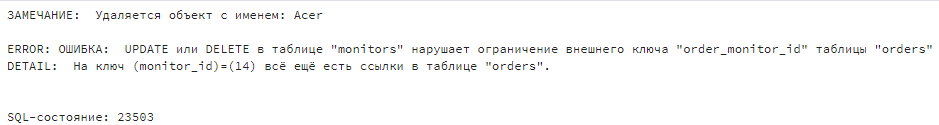 ЗАМЕЧАНИЕ:  Удаляется объект с именем: Acer
ERROR: ОШИБКА:  UPDATE или DELETE в таблице "monitors" нарушает ограничение внешнего ключа "order_monitor_id" таблицы "orders"
DETAIL:  На ключ (monitor_id)=(14) всё ещё есть ссылки в таблице "orders".
SQL-состояние: 23503